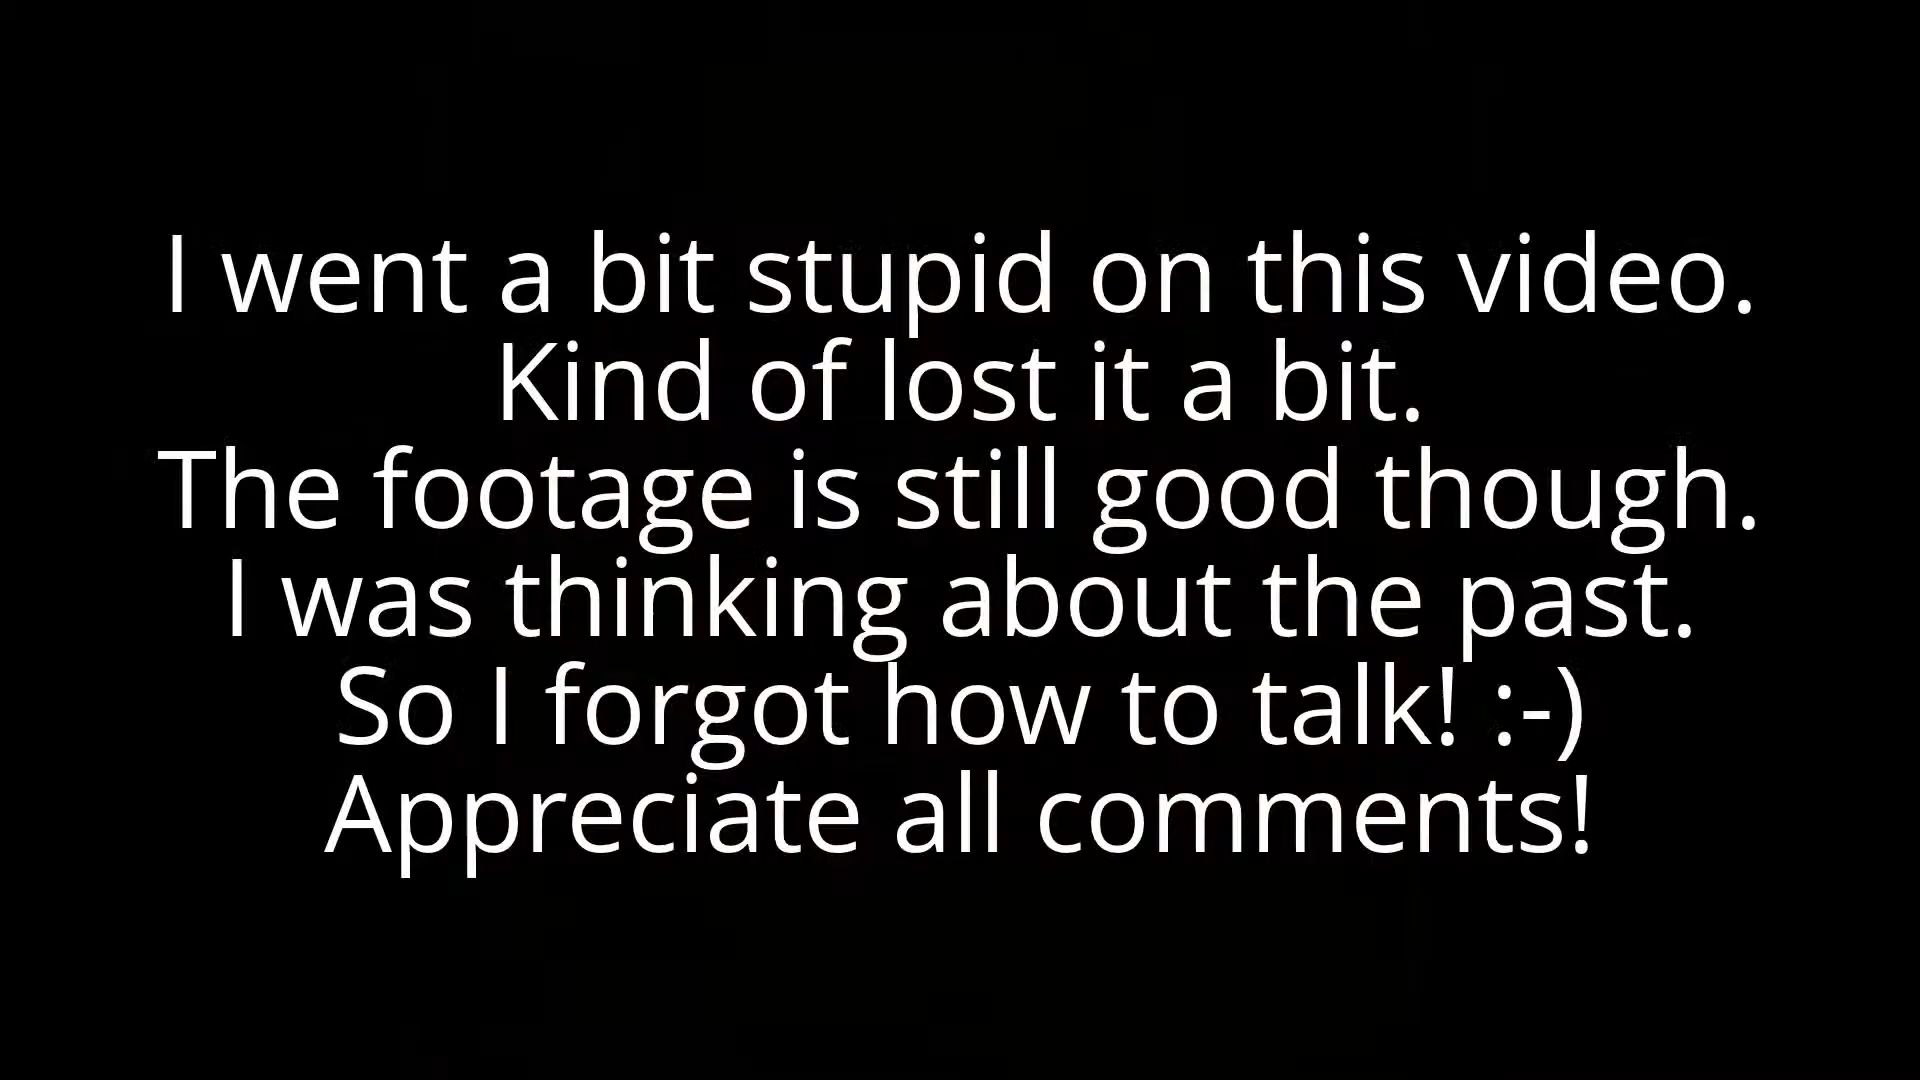 I went a bit stupid on this video.
Kind of lost it a bit.
The footage is still good though.
I was thinking about the past.
So I forgot how to talk! :-)
Appreciate all comments!